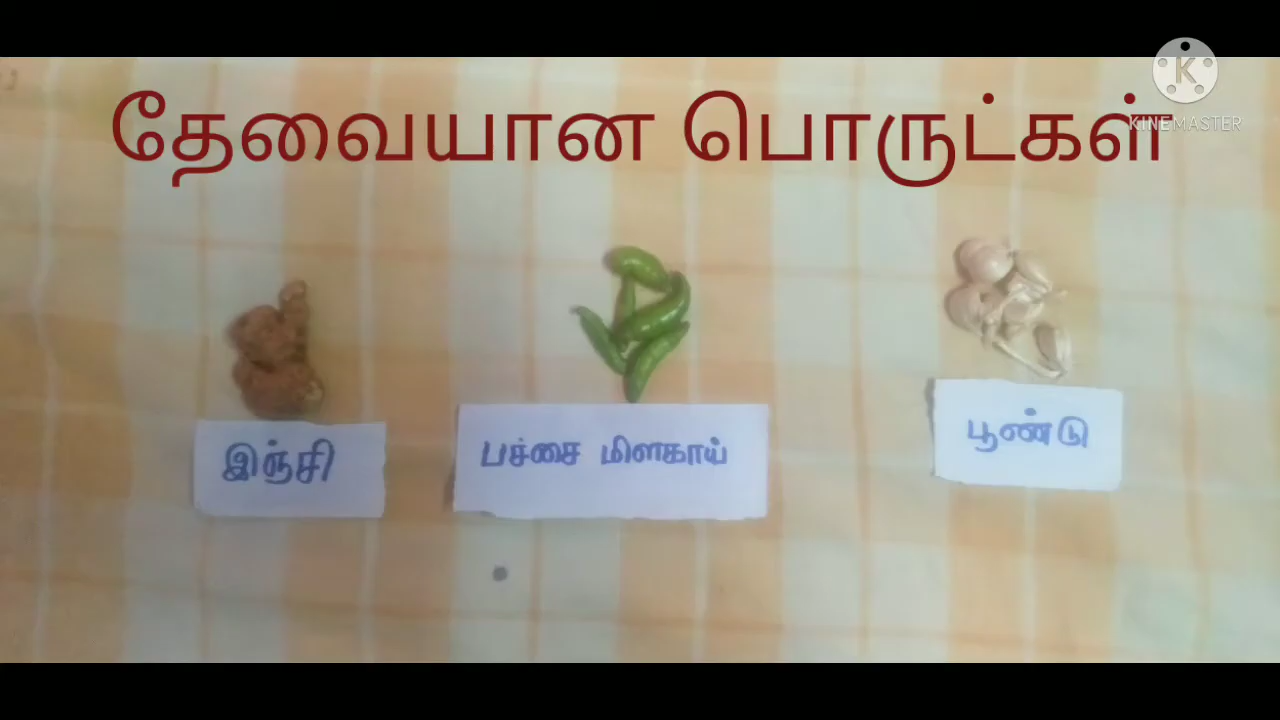 தேவையான பொருட்கள்
KINEMASTER
இஞ்சி
பச்சை மிளகாய்
பூண்டு